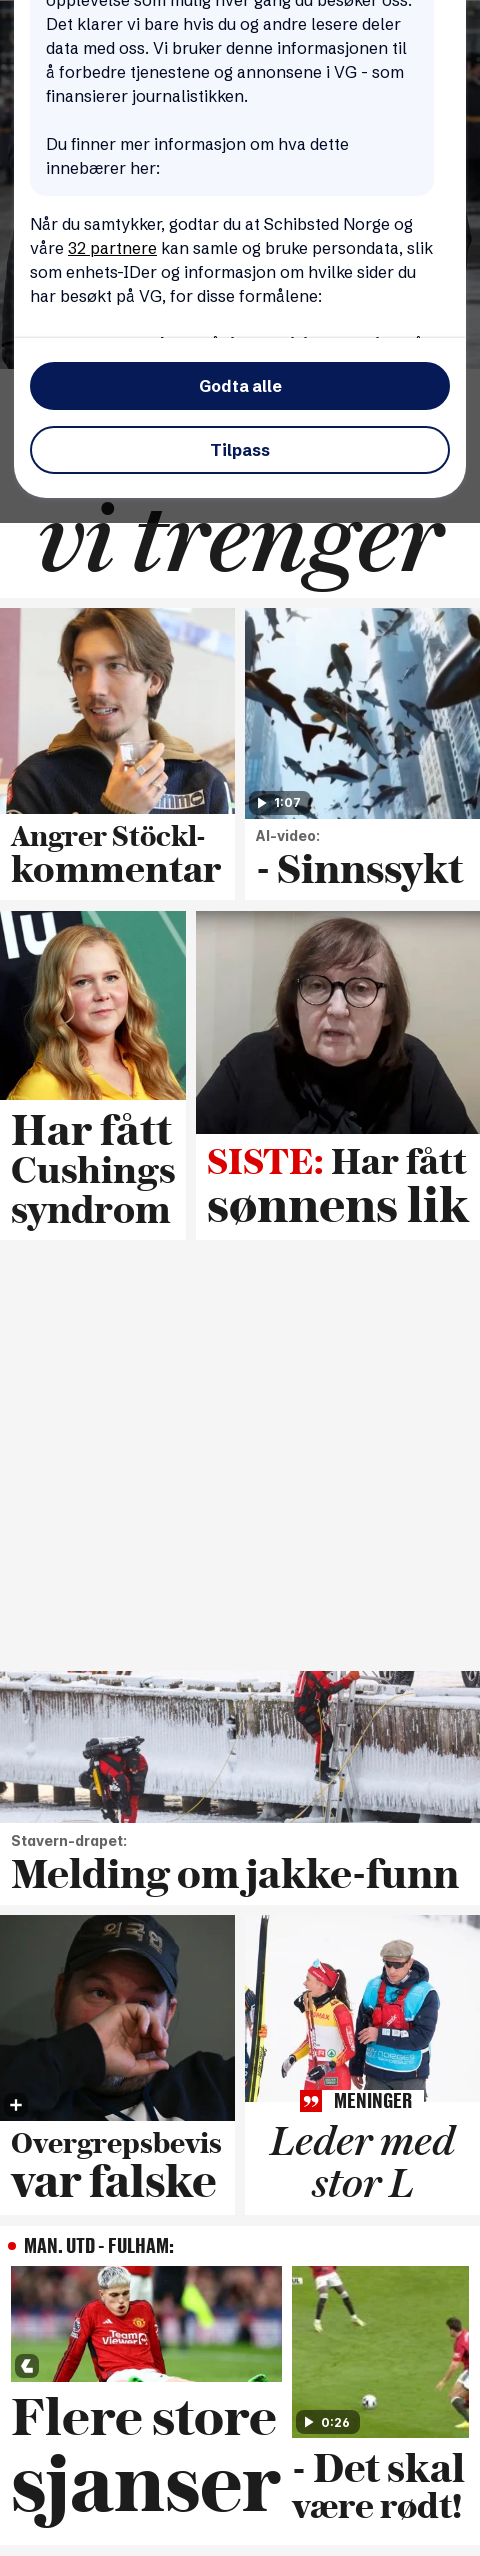 opplevelse som mulig hver gang du besøker oss.
Det klarer vi bare hvis du og andre lesere deler
data med oss. Vi bruker denne informasjonen til
å forbedre tjenestene og annonsene i VG - som
finansierer journalistikken.
Du finner mer informasjon om hva dette
innebærer her:
Når du samtykker, godtar du at Schibsted Norge og
våre 32 partnere kan samle og bruke persondata, slik
som enhets-IDer og informasjon om hvilke sider du
har besøkt på VG, for disse formålene:
Godta alle
Tilpass
vi trenger
1:07
Angrer Stöckl-
kommentar
AI-video:
- Sinnssykt
Har fått
Cushings
syndrom
SISTE: Har fått
sønnens lik
Stavern-drapet:
Melding om jakke-funn
외국인
Overgrepsbevis
var falske
MENINGER
Leder med
stor L
MAN. UTD - FULHAM:
TeamViewer
Flere store
sjanser
0:26
- Det skal
være rødt!